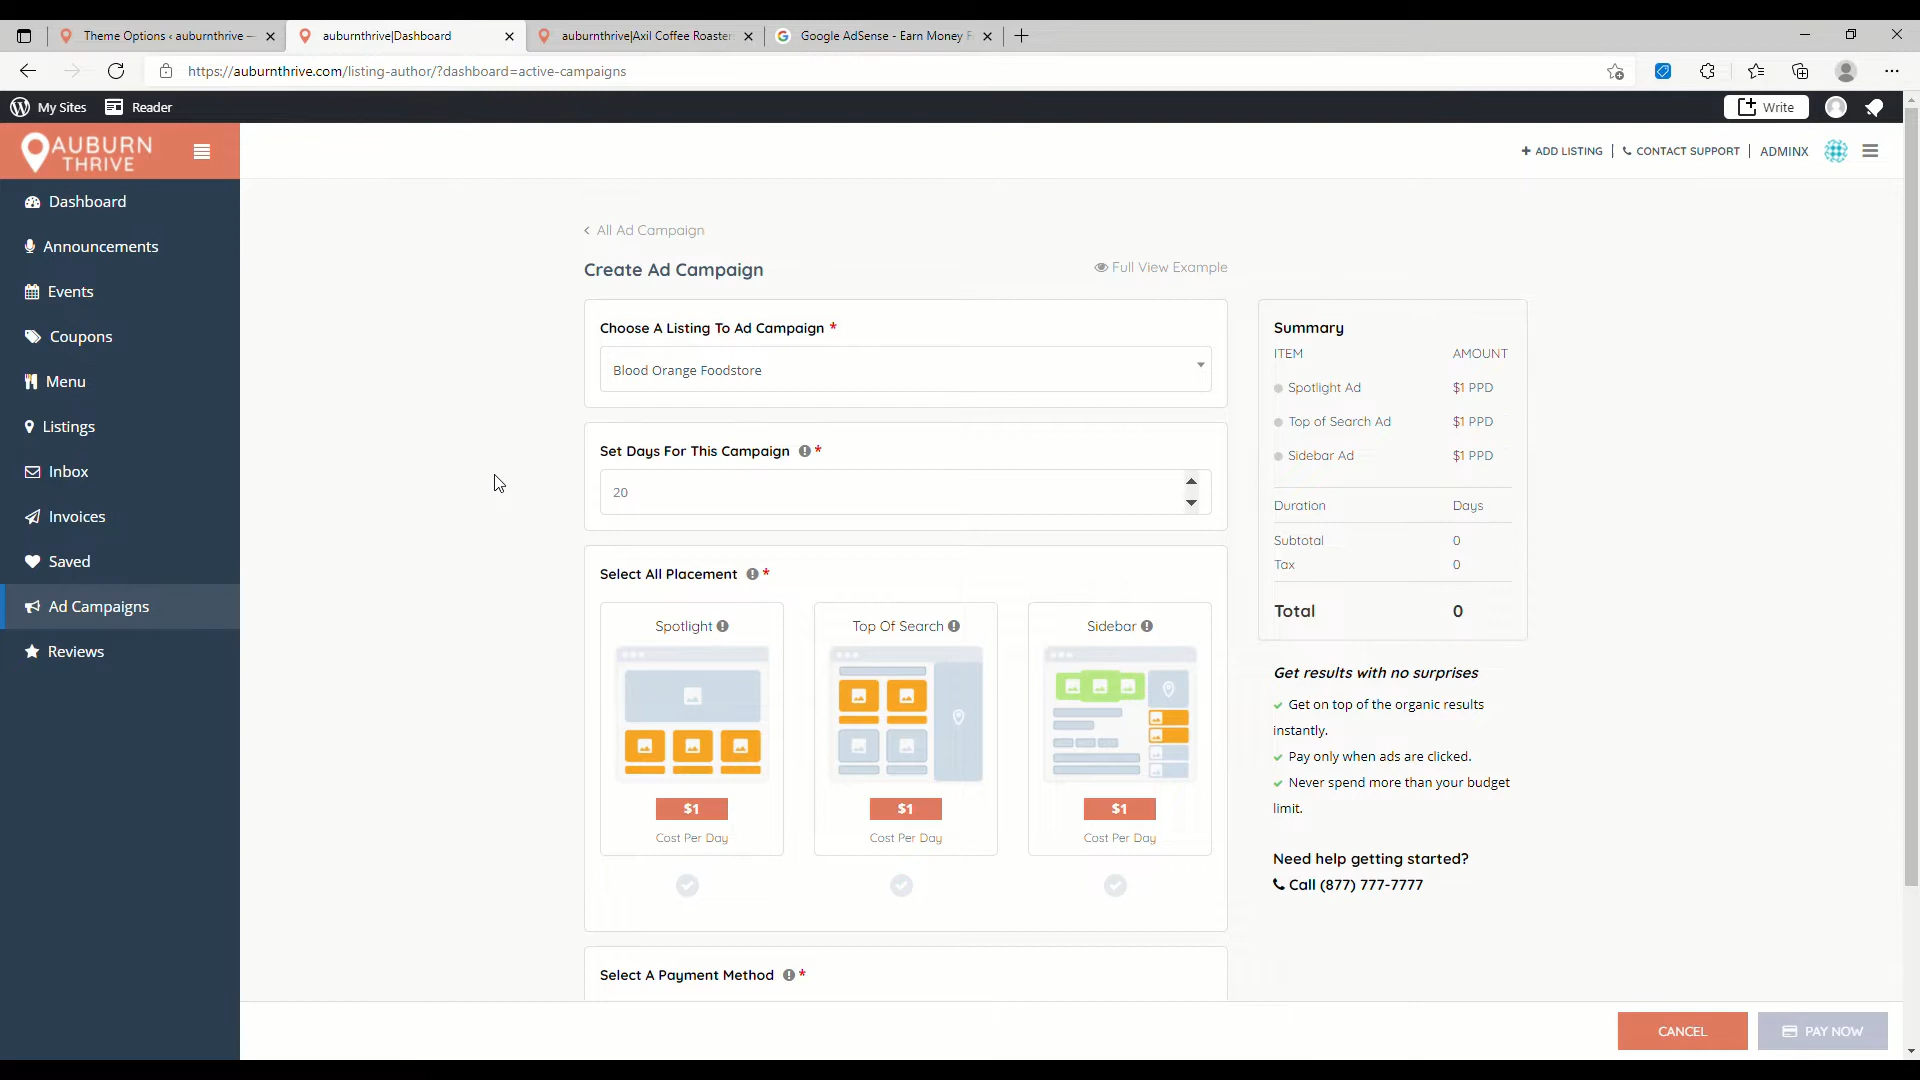 Theme Options ‹ auburnthrive —
auburnthrive|Dashboard
auburnthrive|Axil Coffee Roaster
Google AdSense - Earn Money F
https://auburnthrive.com/listing-author/?dashboard=active-campaigns
My Sites
Reader
Write
AUBURN
THRIVE
ADD LISTING
CONTACT SUPPORT
ADMINX
Dashboard
Announcements
Events
Coupons
Menu
Listings
Inbox
Invoices
Saved
Ad Campaigns
Reviews
All Ad Campaign
Create Ad Campaign
Full View Example
Choose A Listing To Ad Campaign *
Blood Orange Foodstore
Set Days For This Campaign *
20
Select All Placement *
Spotlight
Top Of Search
Sidebar
$1
$1
$1
Cost Per Day
Cost Per Day
Cost Per Day
Select A Payment Method *
Summary
ITEM AMOUNT
Spotlight Ad $1 PPD
Top of Search Ad $1 PPD
Sidebar Ad $1 PPD
Duration Days
Subtotal 0
Tax 0
Total 0
Get results with no surprises
Get on top of the organic results
instantly.
Pay only when ads are clicked.
Never spend more than your budget
limit.
Need help getting started?
Call (877) 777-7777
CANCEL
PAY NOW